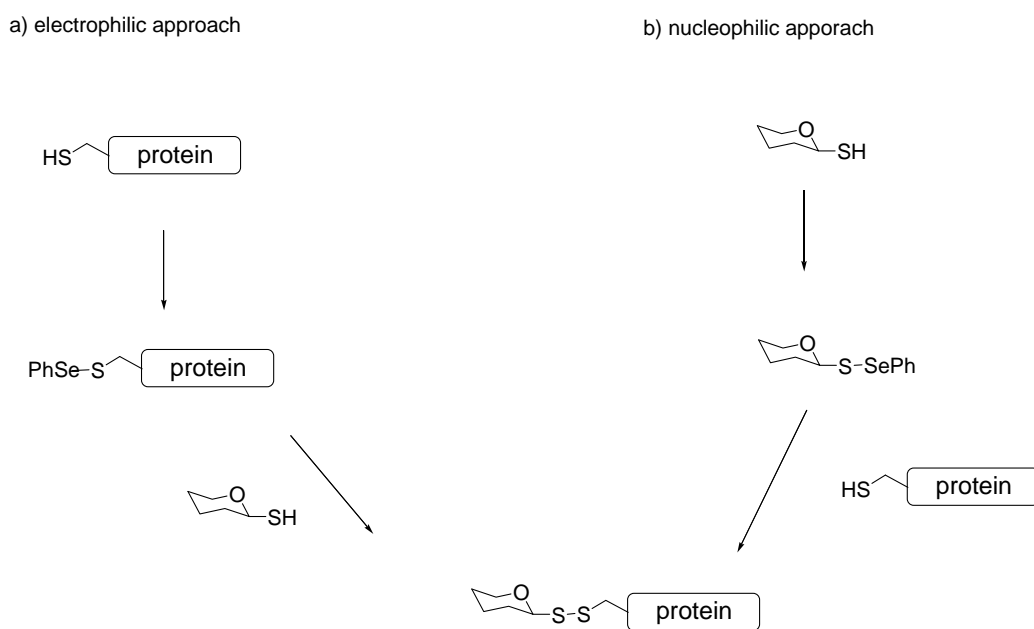 a) electrophilic approach
b) nucleophilic apporach
HS
protein
O
SH
PhSe
S
protein
O
S
SePh
O
SH
HS
protein
O
S
S
protein